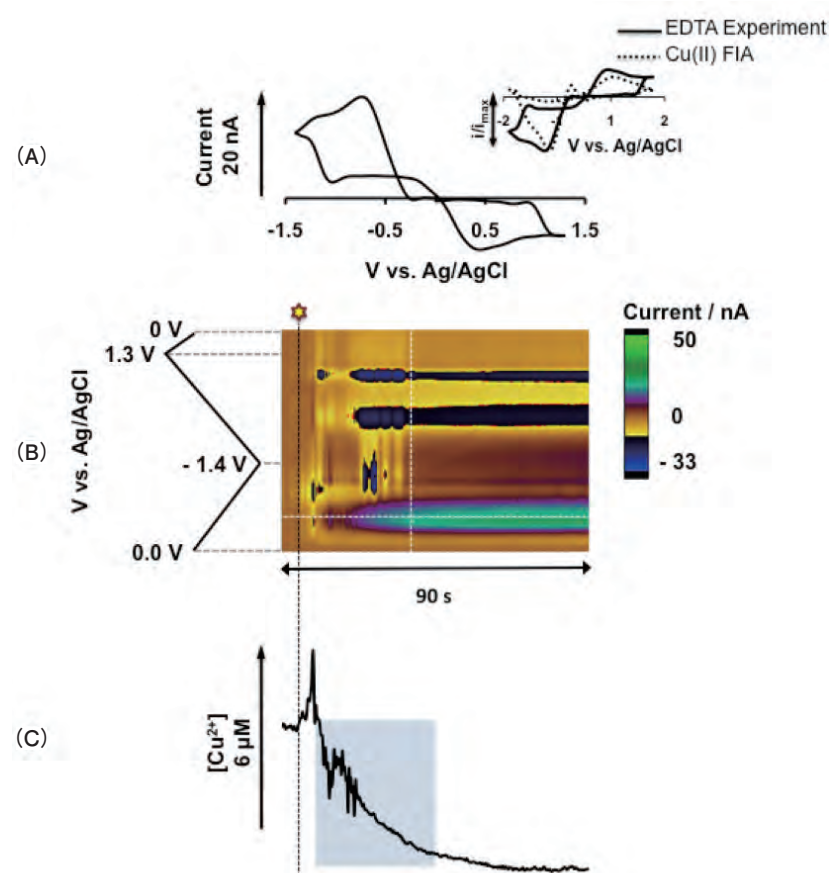 EDTA Experiment
Cu(II) FIA
(A)
Current
20 nA
i/imax
-2
1
2
V vs. Ag/AgCl
-1.5
-0.5
0.5
1.5
V vs. Ag/AgCl
(B)
V vs. Ag/AgCl
0 V
1.3 V
- 1.4 V
0.0 V
Current / nA
50
0
- 33
90 s
(C)
[Cu²⁺]
6 µM